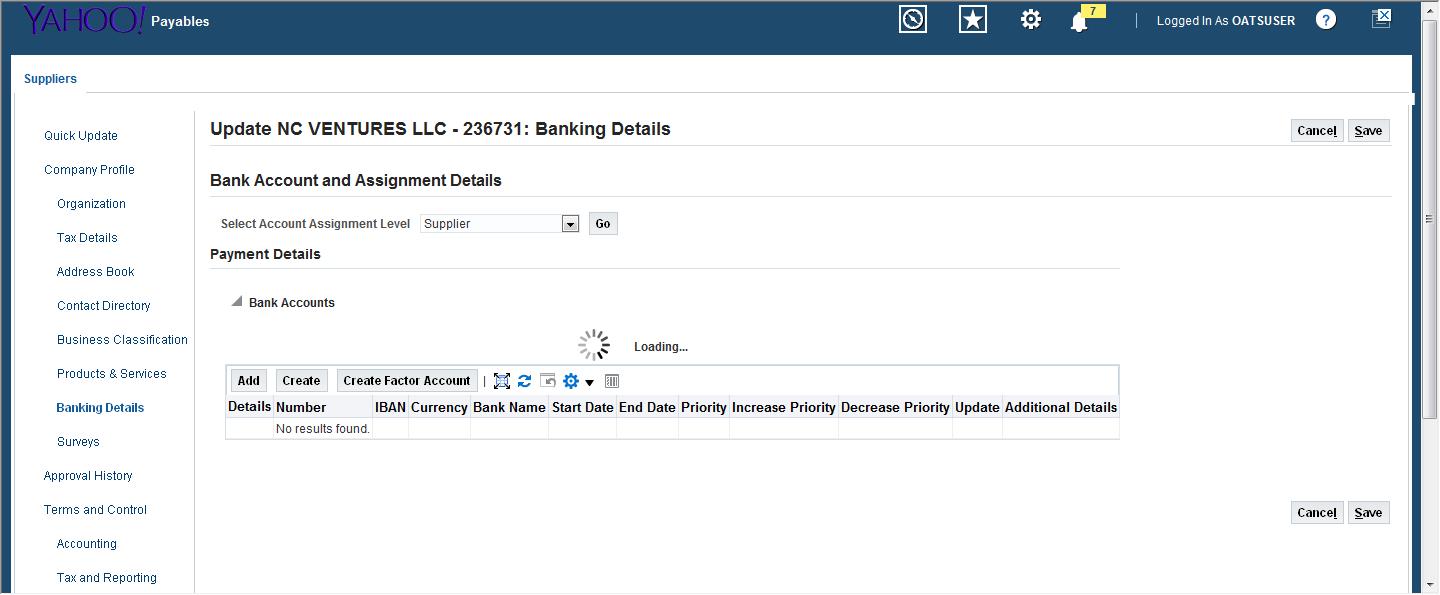 YAHOO! Payables
7
Logged In As OATSUSER
?
Suppliers
Quick Update
Company Profile
Organization
Tax Details
Address Book
Contact Directory
Business Classification
Products & Services
Banking Details
Surveys
Approval History
Terms and Control
Accounting
Tax and Reporting
Update NC VENTURES LLC - 236731: Banking Details
Cancel Save
Bank Account and Assignment Details
Select Account Assignment Level Supplier Go
Payment Details
Bank Accounts
Loading...
Add Create Create Factor Account |
Details Number IBAN Currency Bank Name Start Date End Date Priority Increase Priority Decrease Priority Update Additional Details
No results found.
Cancel Save